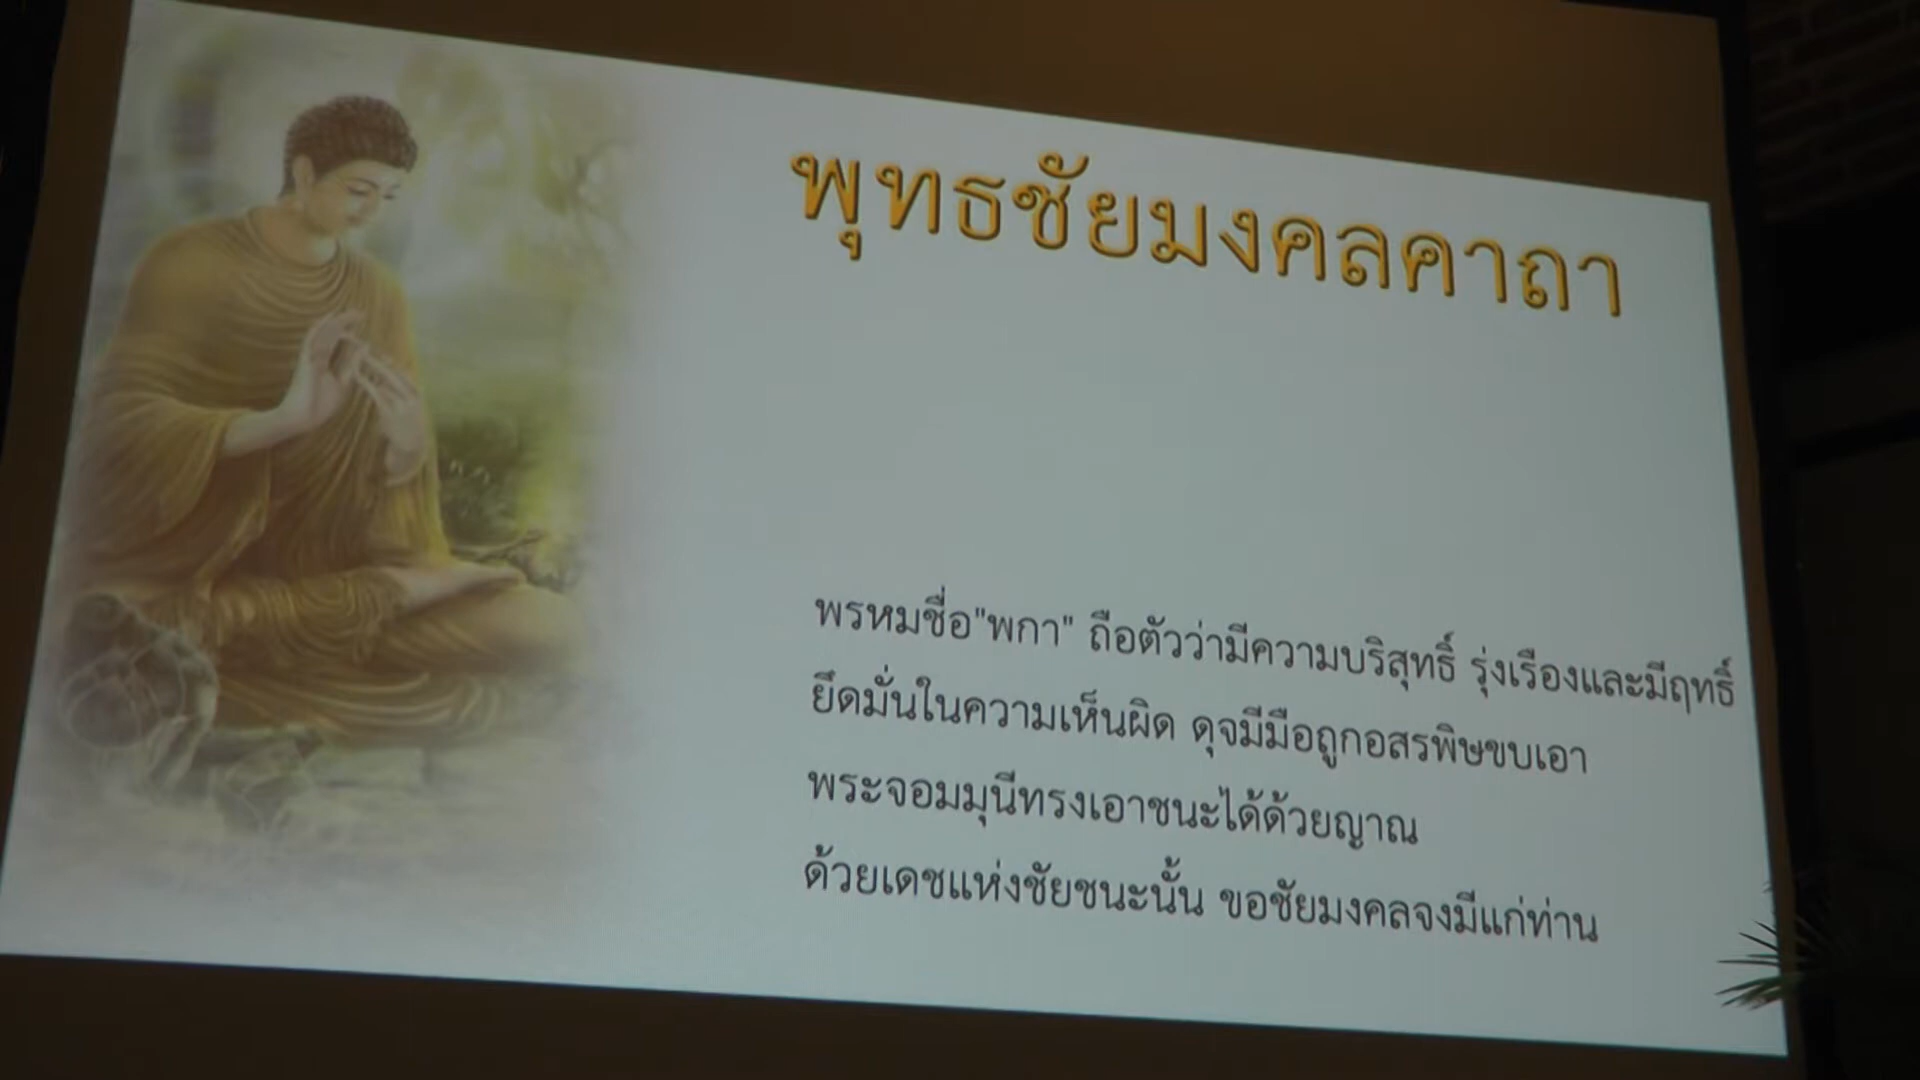 พุทธชัยมงคลคาถา
พรหมชื่อ"พกา" ถือตัวว่ามีความบริสุทธิ์ รุ่งเรืองและมีฤทธิ์
ยึดมั่นในความเห็นผิด ดุจมีมือถูกอสรพิษขบเอา
พระจอมมุนีทรงเอาชนะได้ด้วยญาณ
ด้วยเดชแห่งชัยชนะนั้น ขอชัยมงคลจงมีแก่ท่าน